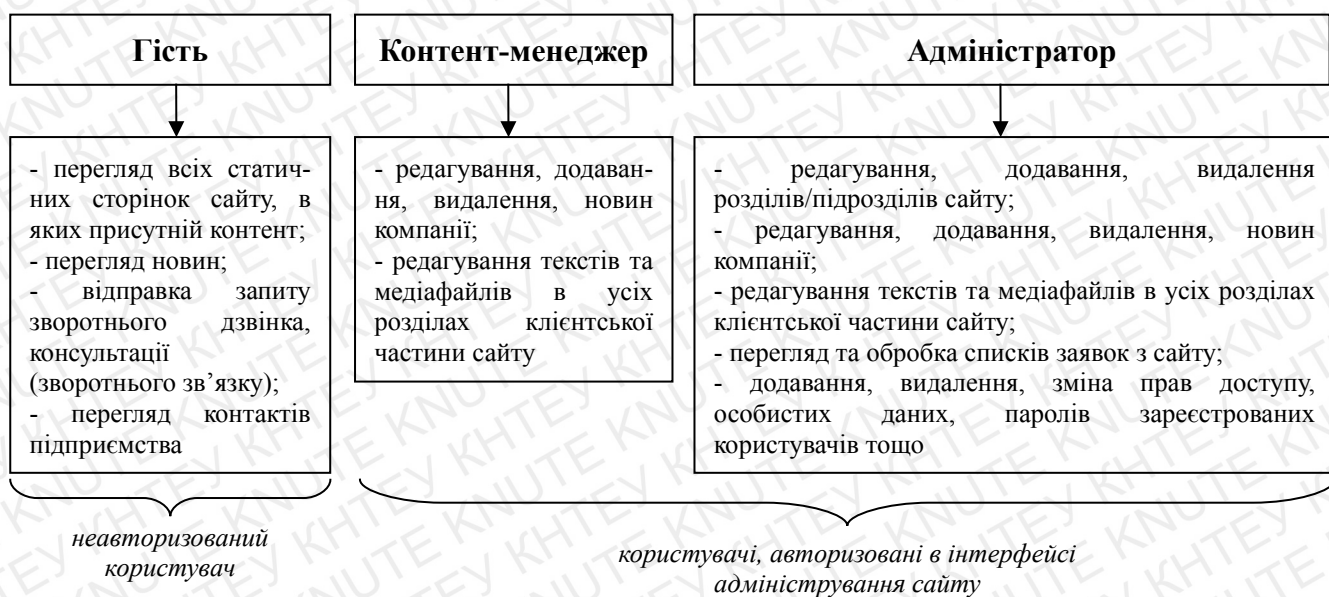 Гість
Контент-менеджер
Адміністратор
- перегляд всіх статич-
них сторінок сайту, в
яких присутній контент;
- перегляд новин;
- відправка запиту
зворотнього дзвінка,
консультації
(зворотнього зв’язку);
- перегляд контактів
підприємства
- редагування, додаван-
ня, видалення, новин
компанії;
- редагування текстів та
медіафайлів в усіх
розділах клієнтської
частини сайту
- редагування, додавання, видалення
розділів/підрозділів сайту;
- редагування, додавання, видалення, новин
компанії;
- редагування текстів та медіафайлів в усіх розділах
клієнтської частини сайту;
- перегляд та обробка списків заявок з сайту;
- додавання, видалення, зміна прав доступу,
особистих даних, паролів зареєстрованих
користувачів тощо
неавторизований
користувач
користувачі, авторизовані в інтерфейсі
адміністрування сайту